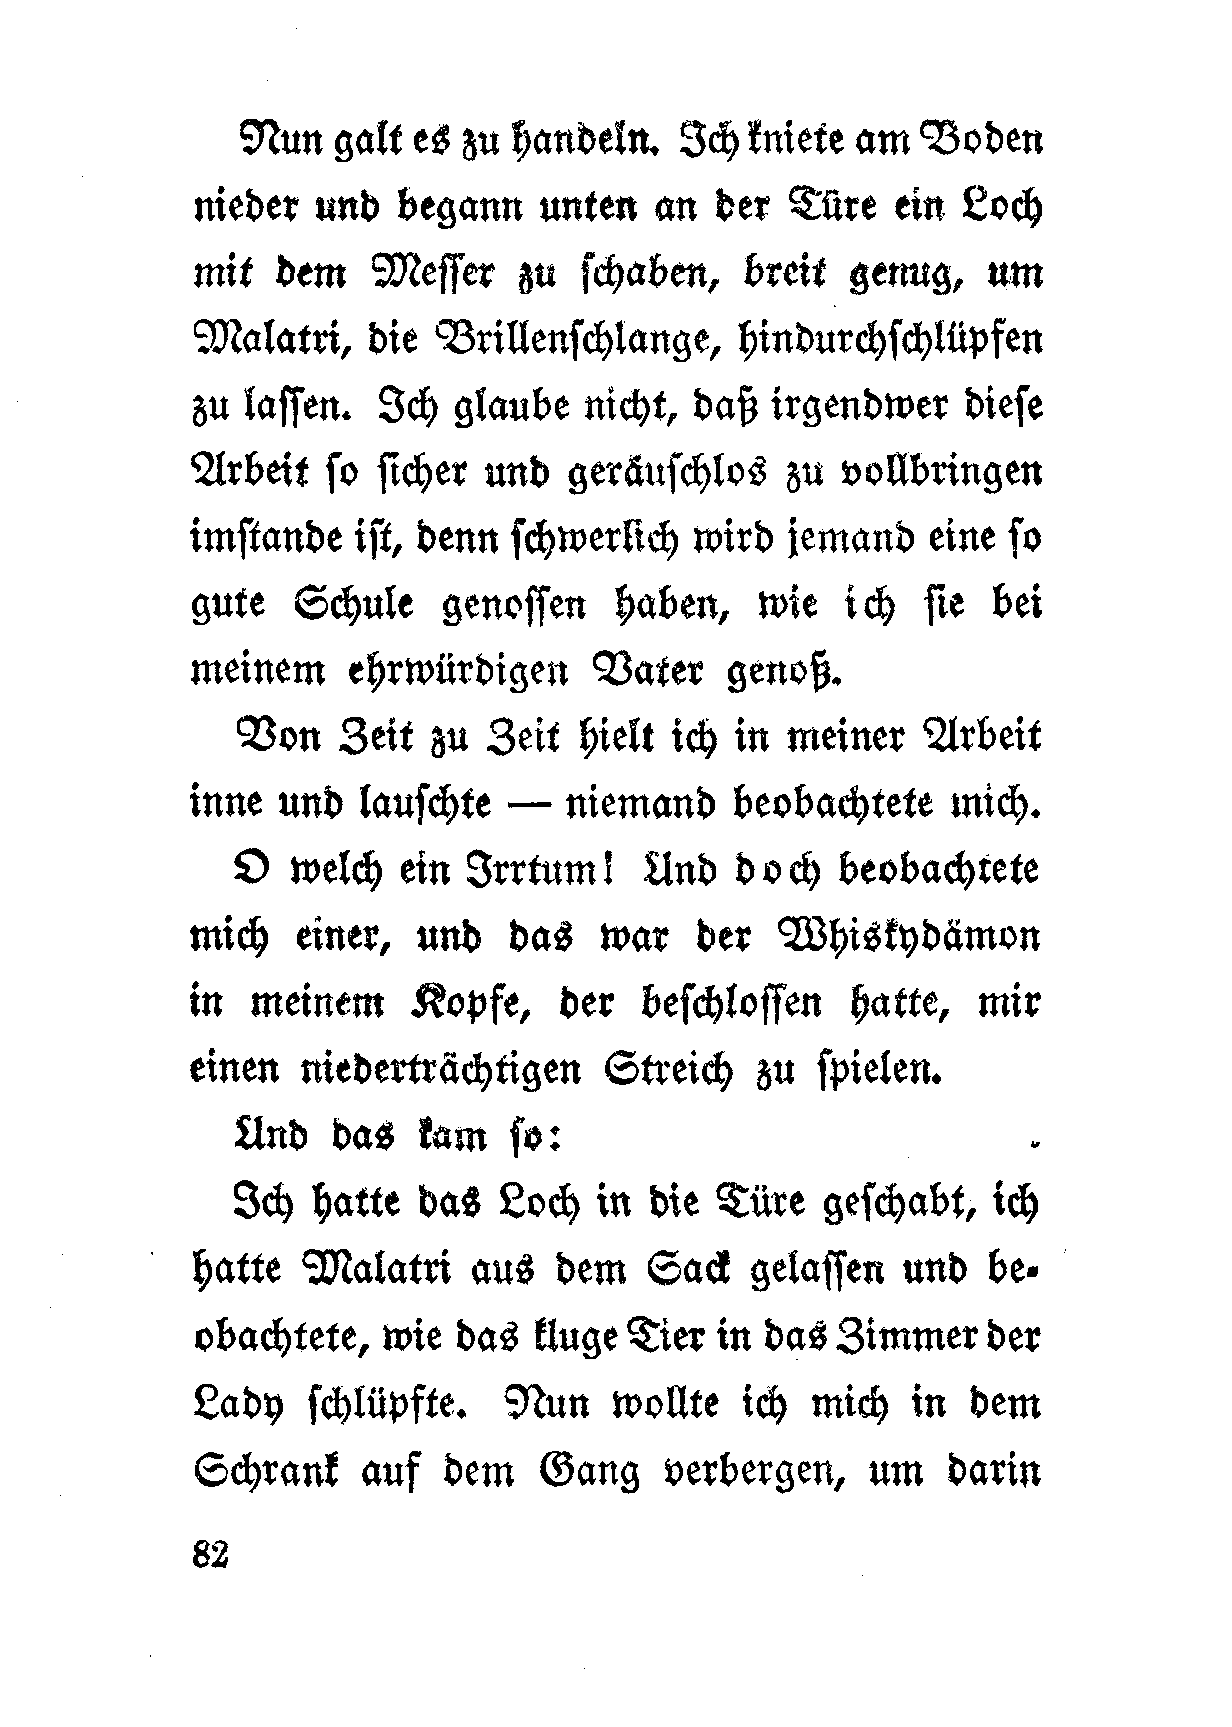 Nun galt es zu handeln. Ich kniete am Boden
nieder und begann unten an der Türe ein Loch
mit dem Messer zu schaben, breit genug, um
Malatri, die Brillenschlange, hindurchschlüpfen
zu lassen. Ich glaube nicht, daß irgendwer diese
Arbeit so sicher und geräuschlos zu vollbringen
imstande ist, denn schwerlich wird jemand eine so
gute Schule genossen haben, wie ich sie bei
meinem ehrwürdigen Vater genoß.
Von Zeit zu Zeit hielt ich in meiner Arbeit
inne und lauschte — niemand beobachtete mich.
O welch ein Irrtum! Und doch beobachtete
mich einer, und das war der Whiskydämon
in meinem Kopfe, der beschlossen hatte, mir
einen niederträchtigen Streich zu spielen.
Und das kam so:
Ich hatte das Loch in die Türe geschabt, ich
hatte Malatri aus dem Sack gelassen und be-
obachtete, wie das kluge Tier in das Zimmer der
Lady schlüpfte. Nun wollte ich mich in dem
Schrank auf dem Gang verbergen, um darin
82